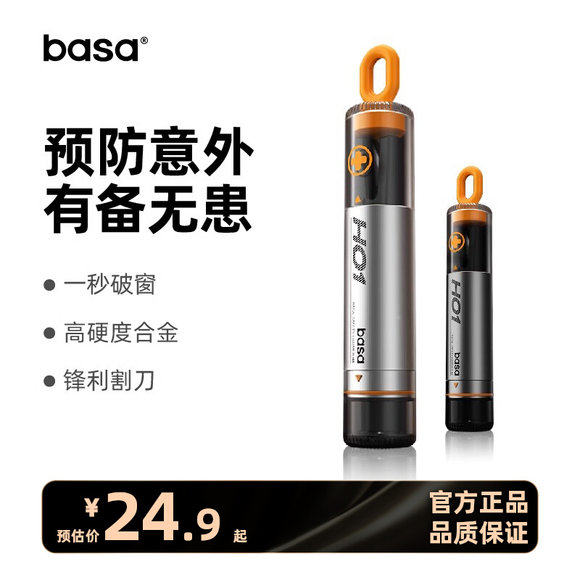 basa®
预防意外
有备无患
一秒破窗
高硬度合金
锋利割刀
HO1
basa
HO1
basa
¥24.9起
预估价
官方正品
品质保证